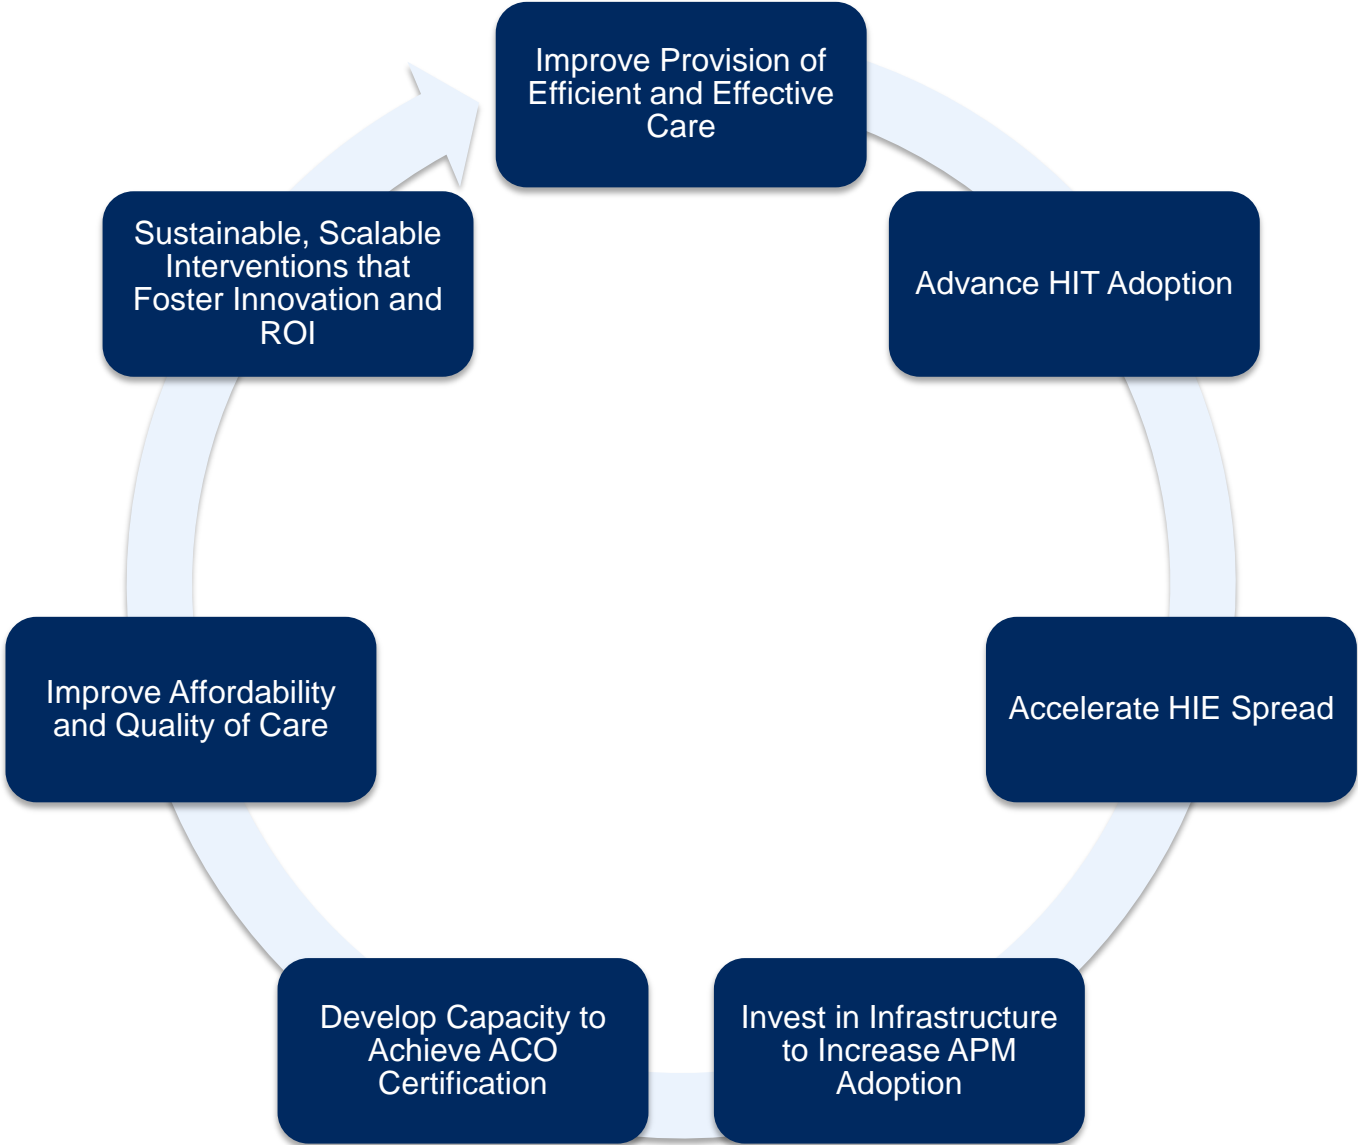 Improve Provision of
Efficient and Effective
Care
Advance HIT Adoption
Accelerate HIE Spread
Invest in Infrastructure
to Increase APM
Adoption
Develop Capacity to
Achieve ACO
Certification
Improve Affordability
and Quality of Care
Sustainable, Scalable
Interventions that
Foster Innovation and
ROI